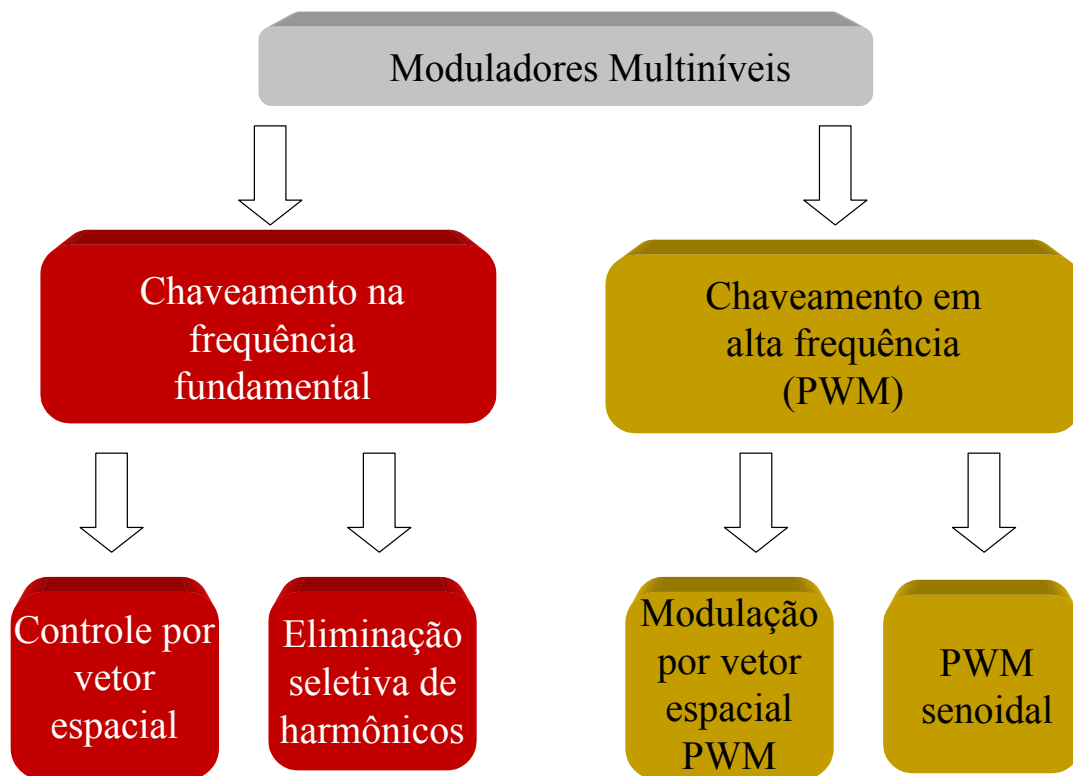 Moduladores Multiníveis
Chaveamento na
frequência
fundamental
Chaveamento em
alta frequência
(PWM)
Controle por
vetor
espacial
Eliminação
seletiva de
harmônicos
Modulação
por vetor
espacial
PWM
PWM
senoidal